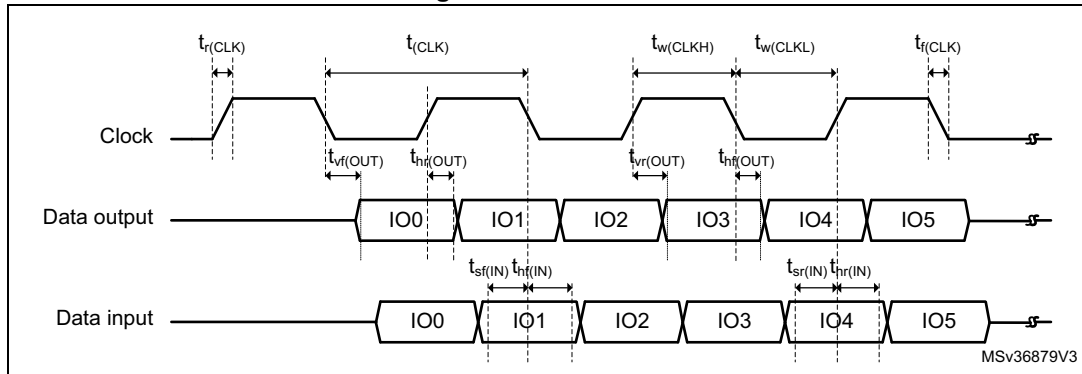 tr(CLK) t(CLK) tw(CLKH) tw(CLKL) tf(CLK)
Clock
tvf(OUT) thr(OUT) tvr(OUT) thf(OUT)
Data output IO0 IO1 IO2 IO3 IO4 IO5
tsf(IN) thf(IN) tsr(IN) thr(IN)
Data input IO0 IO1 IO2 IO3 IO4 IO5
MSv36879V3